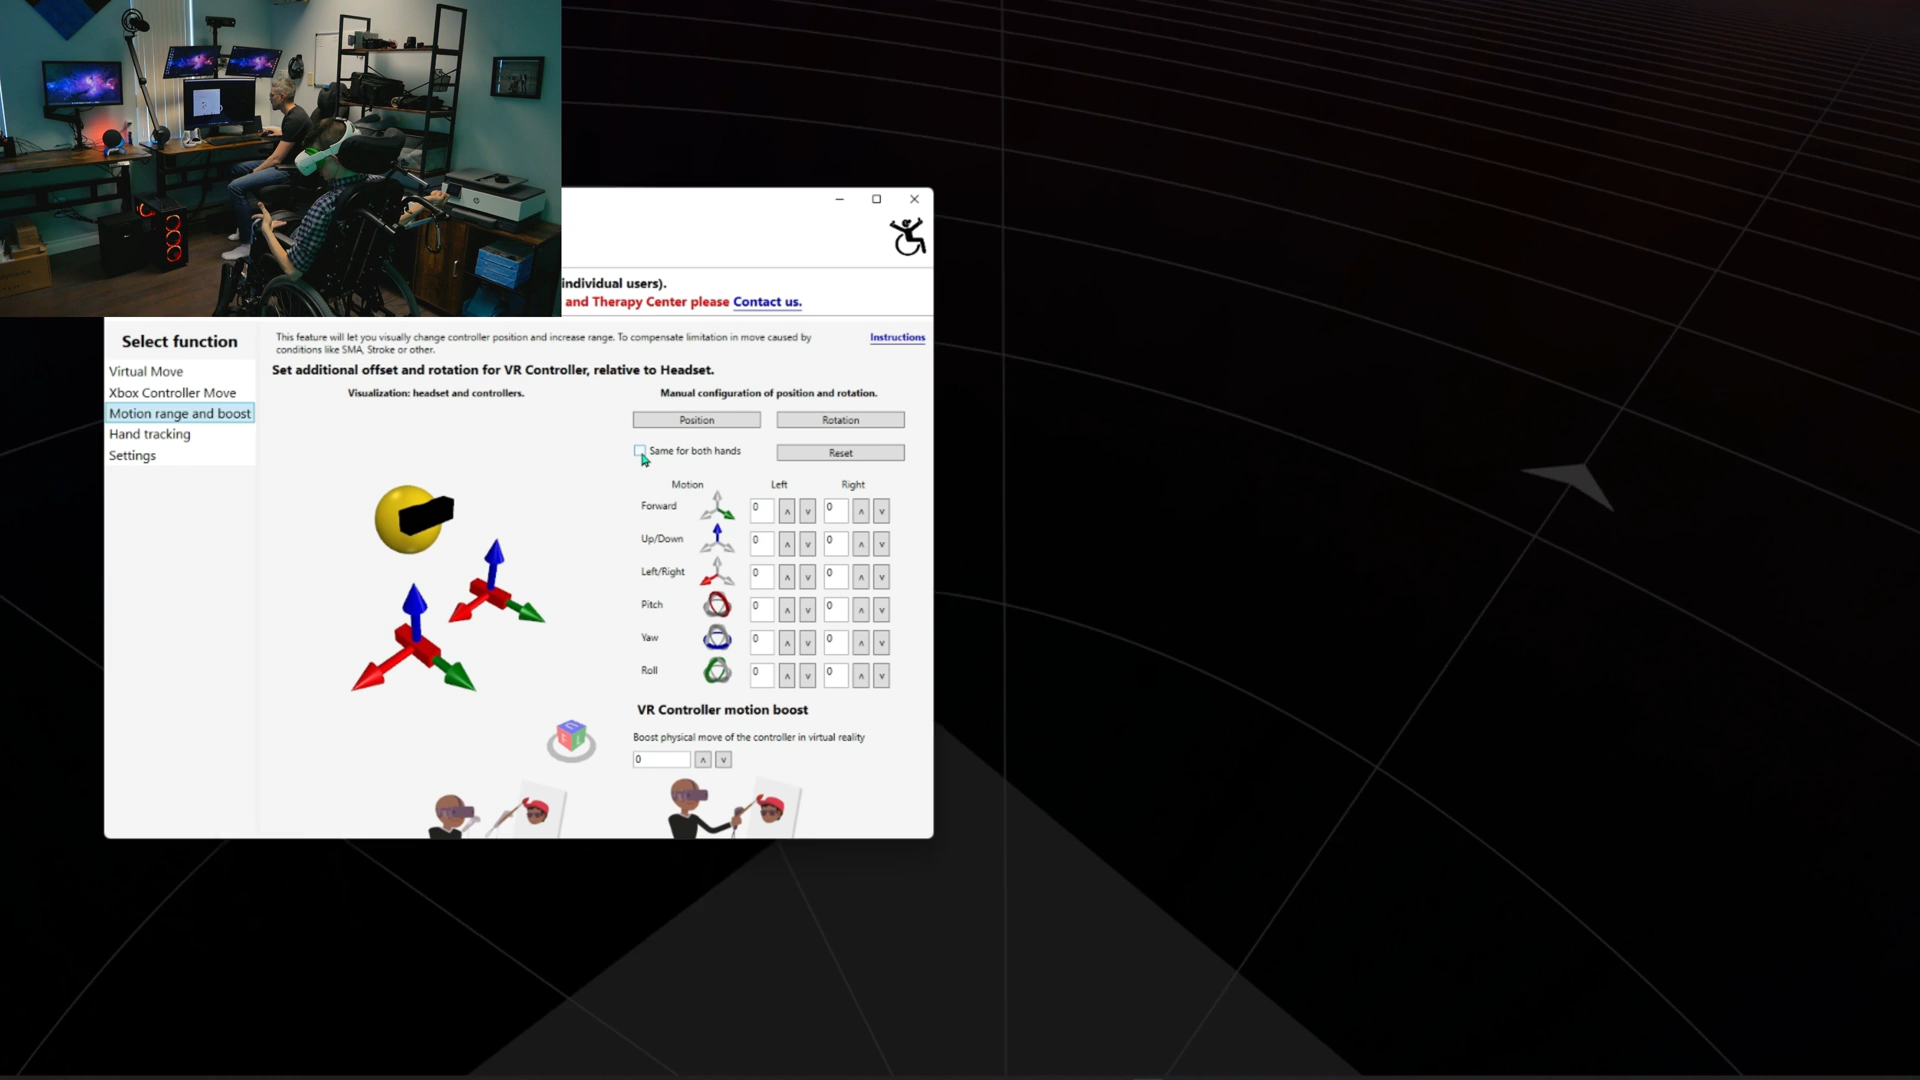 individual users).
and Therapy Center please Contact us.
Select function
Virtual Move
Xbox Controller Move
Motion range and boost
Hand tracking
Settings
This feature will let you visually change controller position and increase range. To compensate limitation in move caused by
conditions like SMA, Stroke or other.
Instructions
Set additional offset and rotation for VR Controller, relative to Headset.
Visualization: headset and controllers.
Manual configuration of position and rotation.
Position Rotation
Same for both hands Reset
Motion Left Right
Forward 0 0
Up/Down 0 0
Left/Right 0 0
Pitch 0 0
Yaw 0 0
Roll 0 0
VR Controller motion boost
Boost physical move of the controller in virtual reality
0